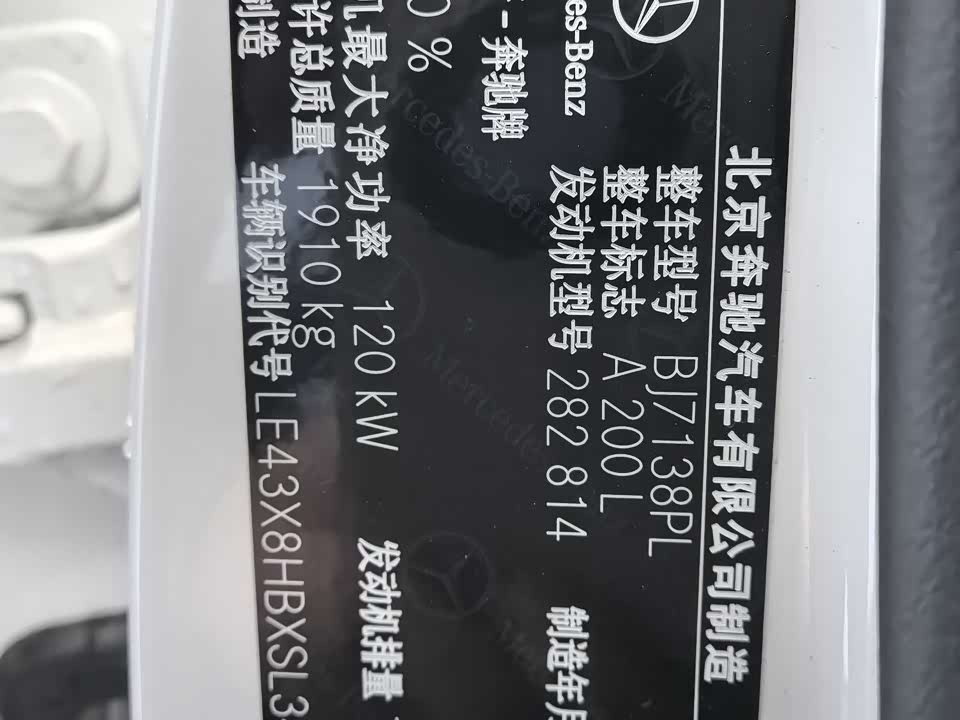 北京奔驰汽车有限公司制造
整车型号 BJ7138PL
整车标志 A 200 L
发动机型号 282 814 制造年月
奔驰牌
des-Benz
0 %
机最大净功率 120 kW 发动机排量
许总质量 1910 kg
制造
车辆识别代号 LE43X8HBXSL3